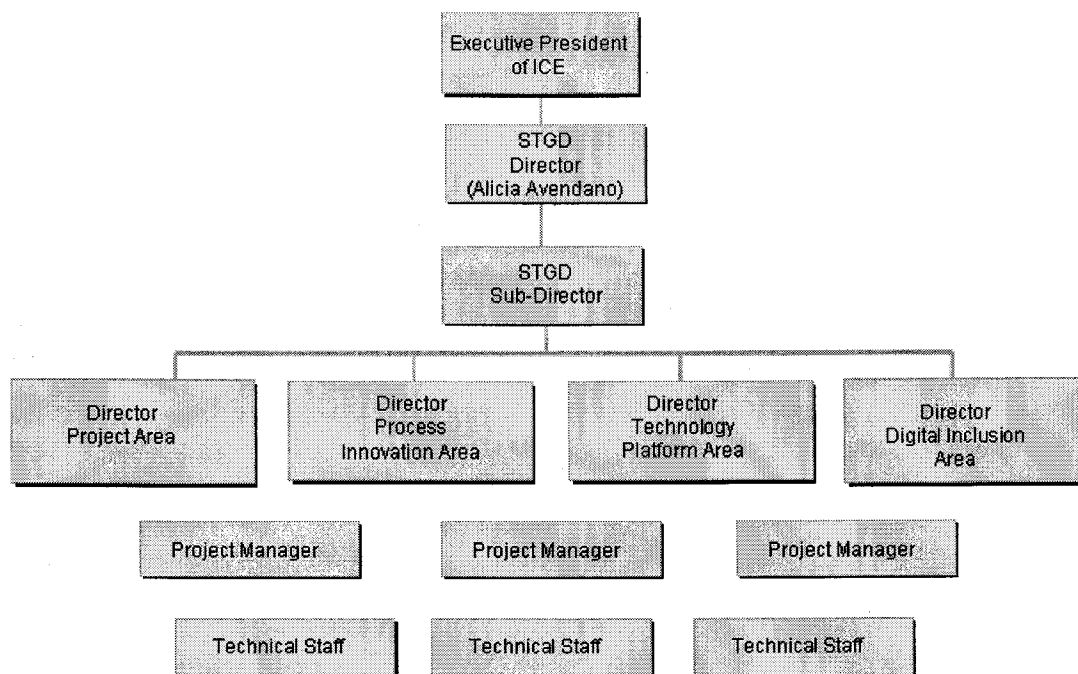 Executive President
of ICE
STGD
Director
(Alicia Avendano)
STGD
Sub-Director
Director
Project Area
Director
Process
Innovation Area
Director
Technology
Platform Area
Director
Digital Inclusion
Area
Project Manager
Project Manager
Project Manager
Technical Staff
Technical Staff
Technical Staff